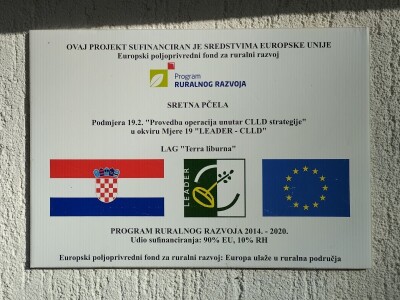 OVAJ PROJEKT SUFINANCIRAN JE SREDSTVIMA EUROPSKE UNIJE
Europski poljoprivredni fond za ruralni razvoj
Program
RURALNOG RAZVOJA
SRETNA PČELA
Podmjera 19.2. "Provedba operacija unutar CLLD strategije"
u okviru Mjere 19 "LEADER - CLLD"
LAG "Terra liburna"
LEADER
PROGRAM RURALNOG RAZVOJA 2014. - 2020.
Udio sufinanciranja: 90% EU, 10% RH
Europski poljoprivredni fond za ruralni razvoj: Europa ulaže u ruralna područja